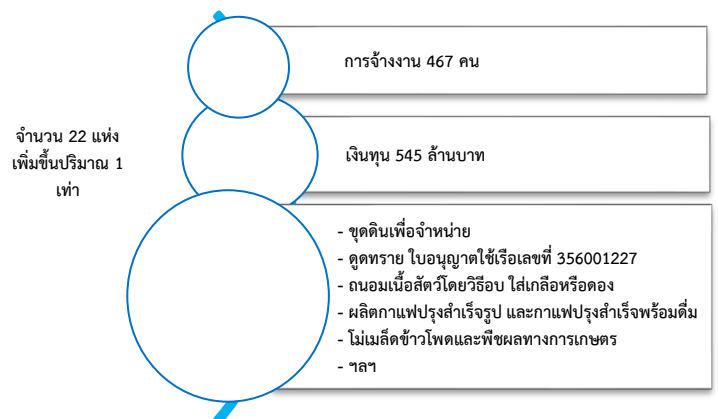 การจ้างงาน 467 คน
จำนวน 22 แห่ง
เพิ่มขึ้นปริมาณ 1
เท่า
เงินทุน 545 ล้านบาท
- ขุดดินเพื่อจำหน่าย
- ดูดทราย ใบอนุญาตใช้เรือเลขที่ 356001227
- ถนอมเนื้อสัตว์โดยวิธีอบ ใส่เกลือหรือดอง
- ผลิตกาแฟปรุงสำเร็จรูป และกาแฟปรุงสำเร็จพร้อมดื่ม
- โม่เมล็ดข้าวโพดและพืชผลทางการเกษตร
- ฯลฯ